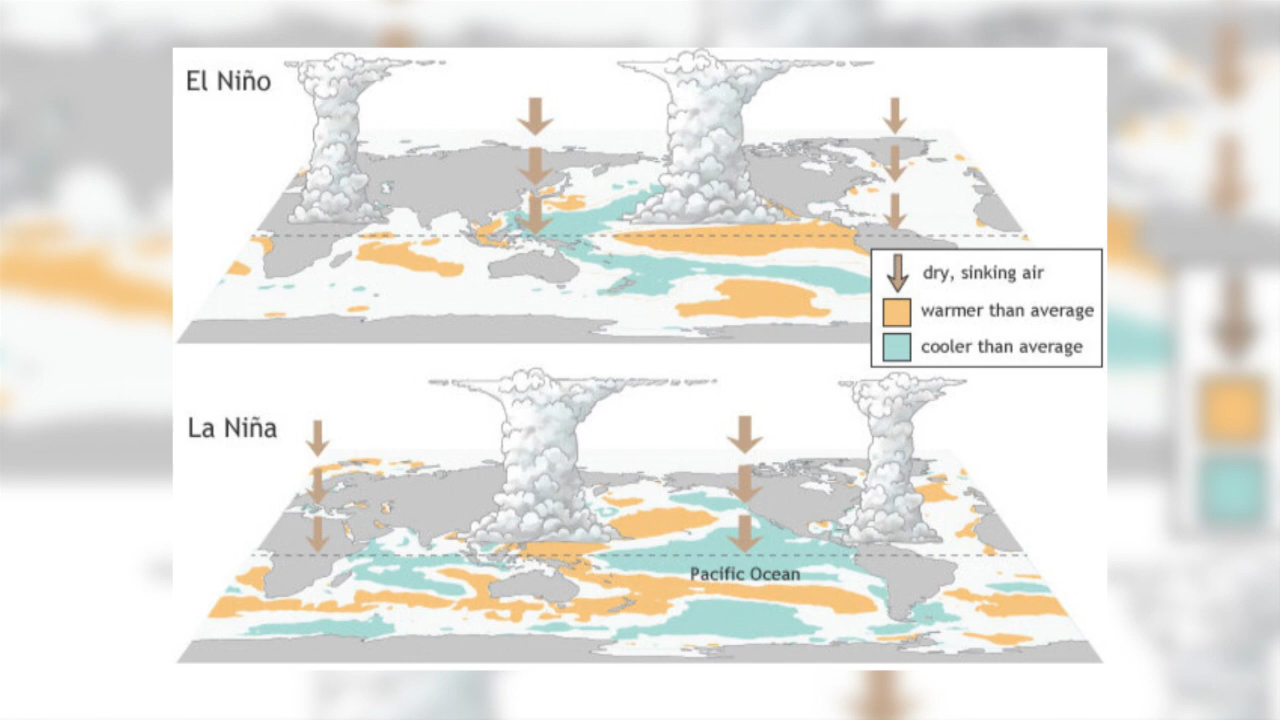 El Niño
dry, sinking air
warmer than average
cooler than average
La Niña
Pacific Ocean